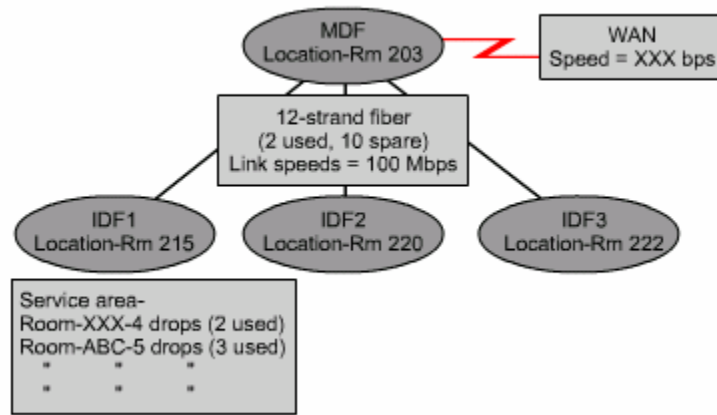 MDF
Location-Rm 203
WAN
Speed = XXX bps
12-strand fiber
(2 used, 10 spare)
Link speeds = 100 Mbps
IDF1
Location-Rm 215
IDF2
Location-Rm 220
IDF3
Location-Rm 222
Service area-
Room-XXX-4 drops (2 used)
Room-ABC-5 drops (3 used)
" " "
" " "